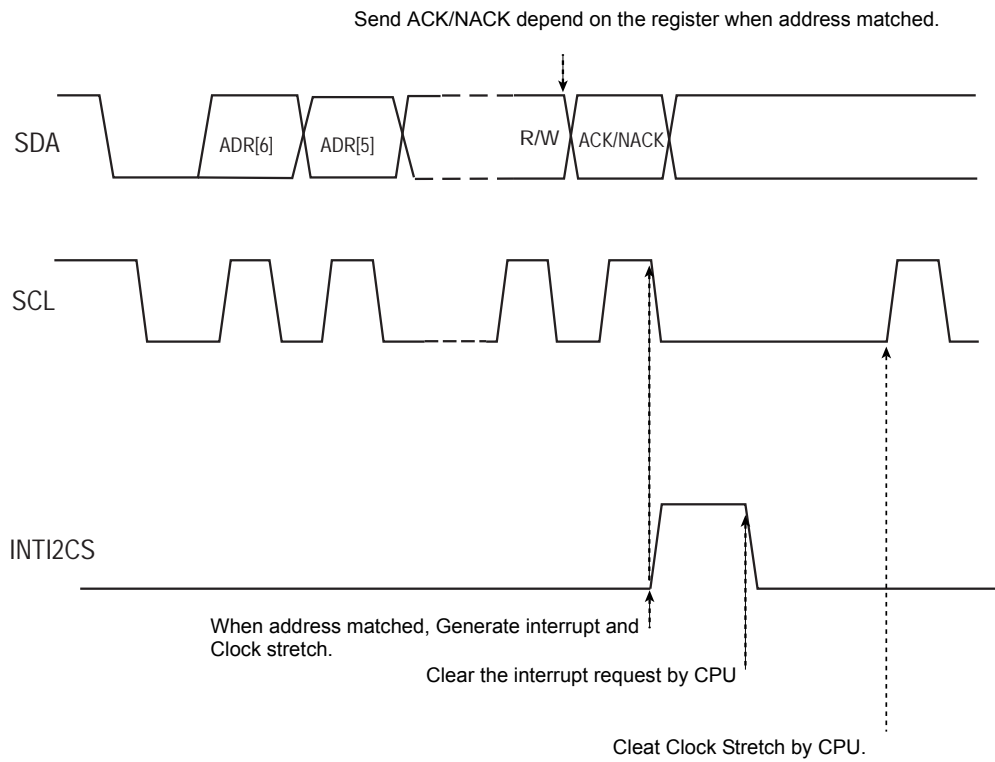 Send ACK/NACK depend on the register when address matched.
SDA
ADR[6]
ADR[5]
R/W
ACK/NACK
SCL
INTI2CS
When address matched, Generate interrupt and
Clock stretch.
Clear the interrupt request by CPU
Cleat Clock Stretch by CPU.